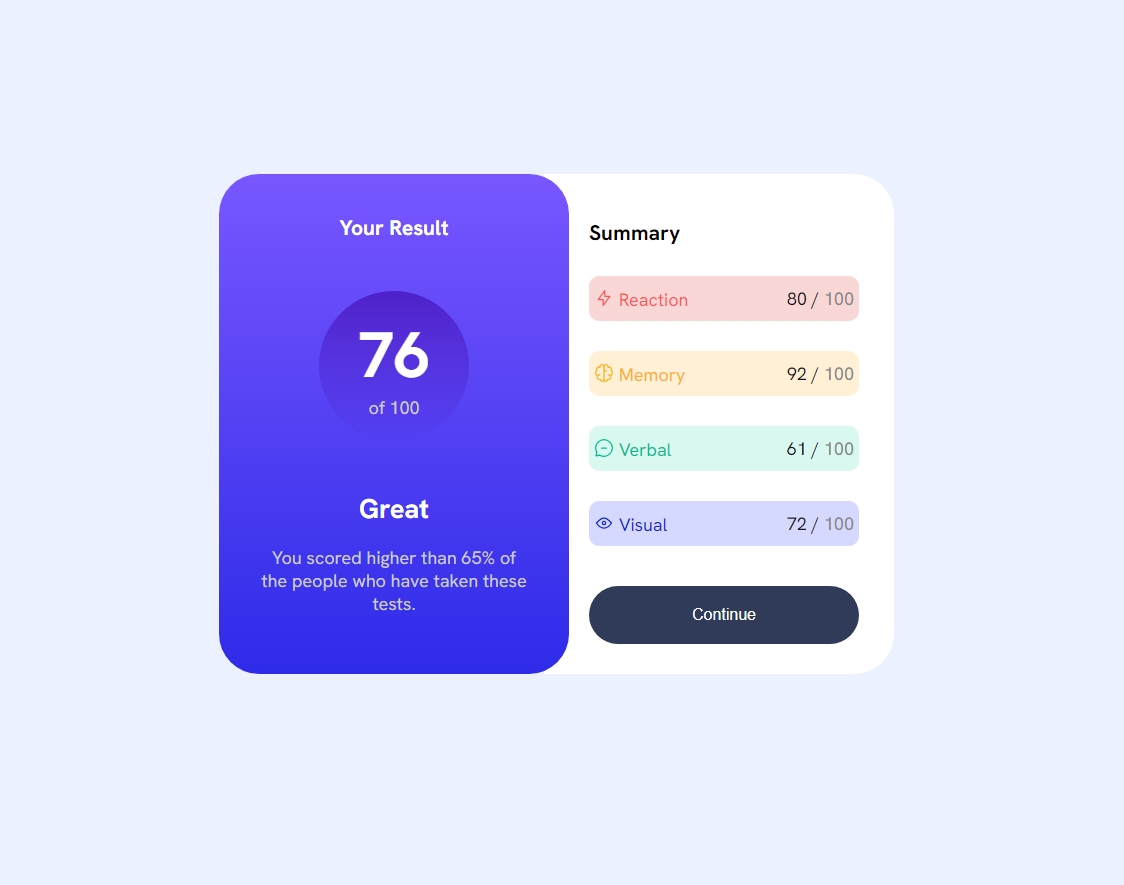 Your Result
76
of 100
Great
You scored higher than 65% of
the people who have taken these
tests.
Summary
Reaction 80 / 100
Memory 92 / 100
Verbal 61 / 100
Visual 72 / 100
Continue